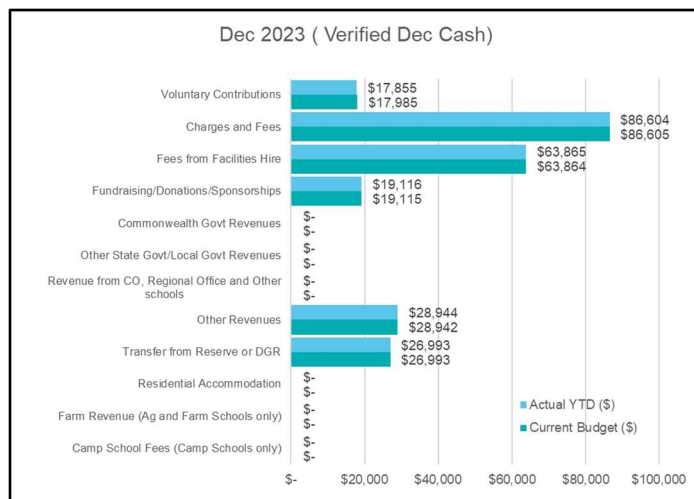 Dec 2023 ( Verified Dec Cash)
Voluntary Contributions
$17,855
$17,985
Charges and Fees
$86,604
$86,605
Fees from Facilities Hire
$63,865
$63,864
Fundraising/Donations/Sponsorships
$19,116
$19,115
Commonwealth Govt Revenues
$-
$-
Other State Govt/Local Govt Revenues
$-
$-
Revenue from CO, Regional Office and Other
schools
$-
$-
Other Revenues
$28,944
$28,942
Transfer from Reserve or DGR
$26,993
$26,993
Residential Accommodation
$-
$-
Farm Revenue (Ag and Farm Schools only)
$-
$-
Camp School Fees (Camp Schools only)
$-
$-
Actual YTD ($)
Current Budget ($)
$- $20,000 $40,000 $60,000 $80,000 $100,000